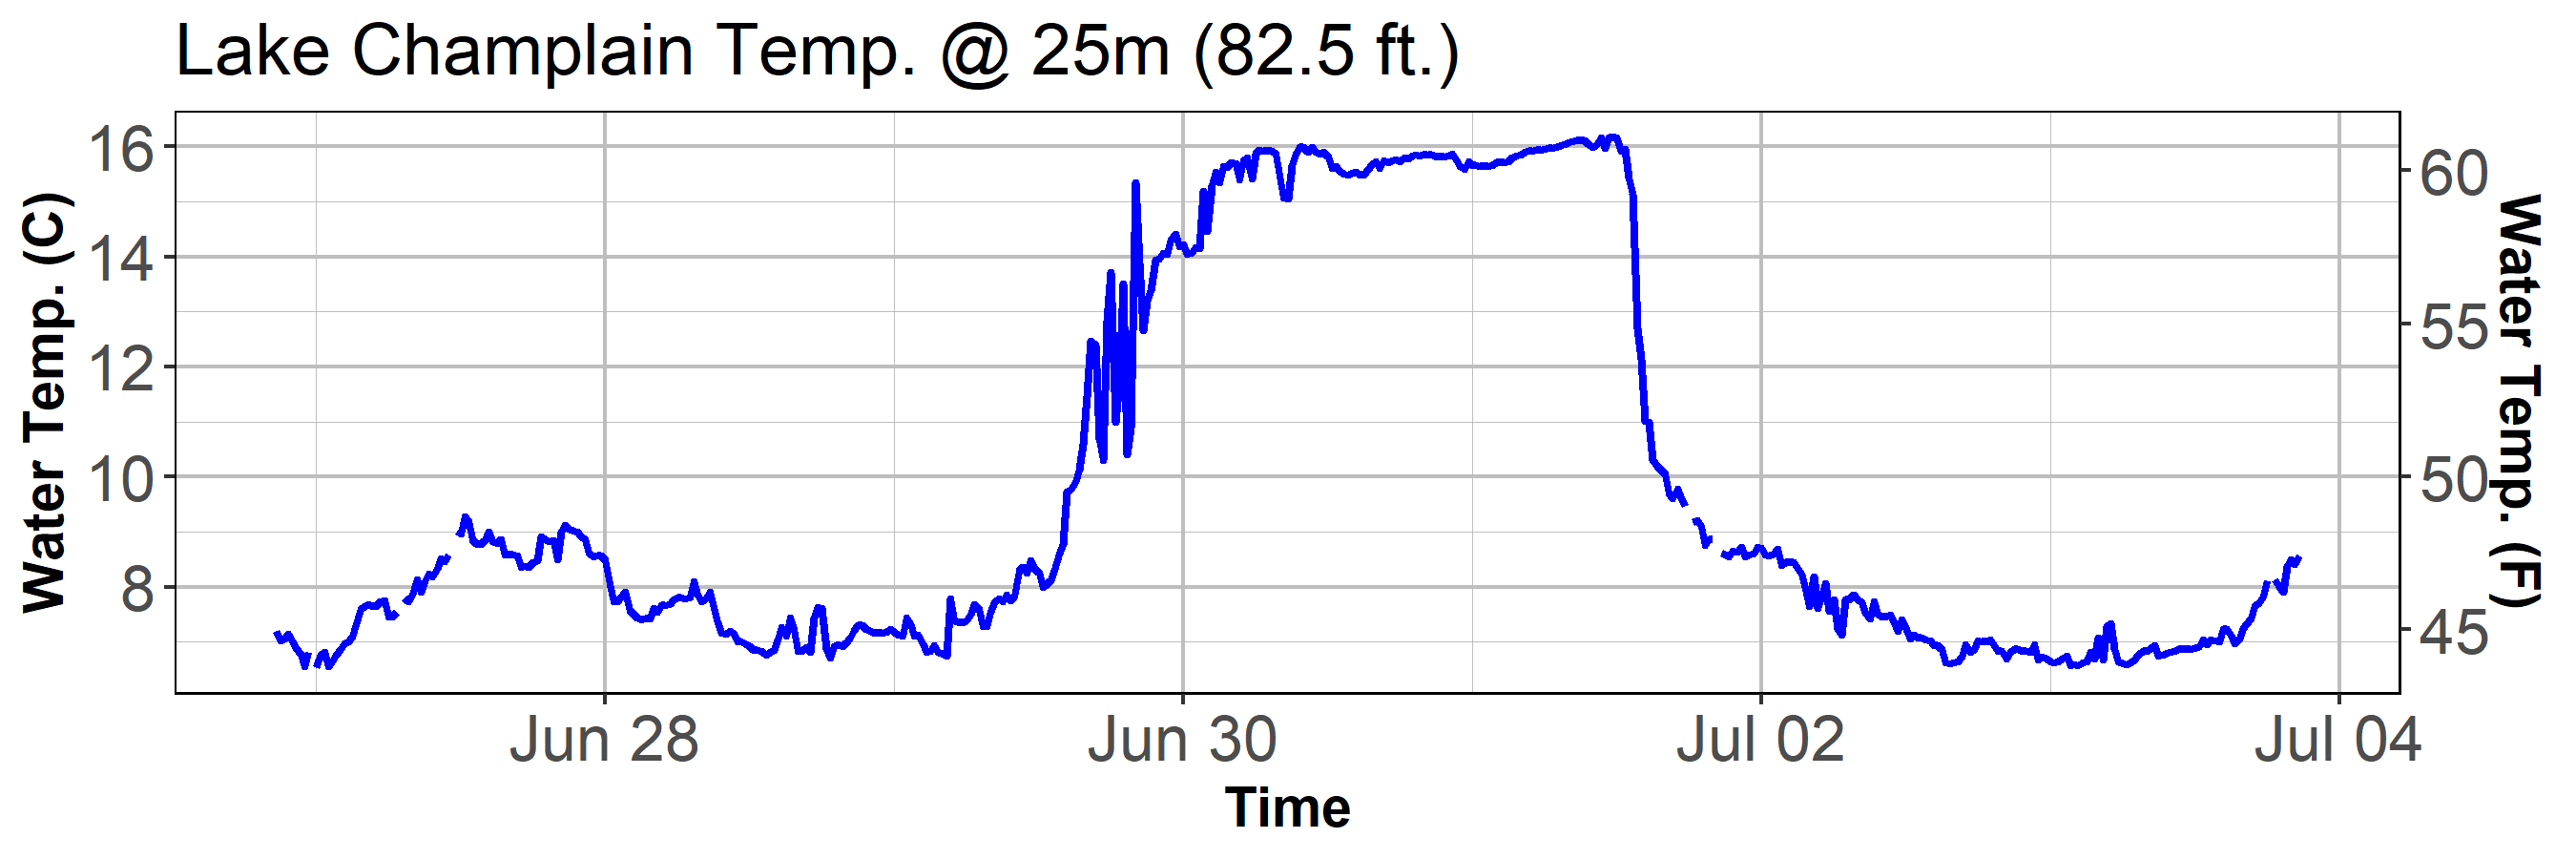 Lake Champlain Temp. @ 25m (82.5 ft.)
Water Temp. (C)
16
14
12
10
8
60
55
50
45
Water Temp. (F)
Jun 28
Jun 30
Jul 02
Jul 04
Time